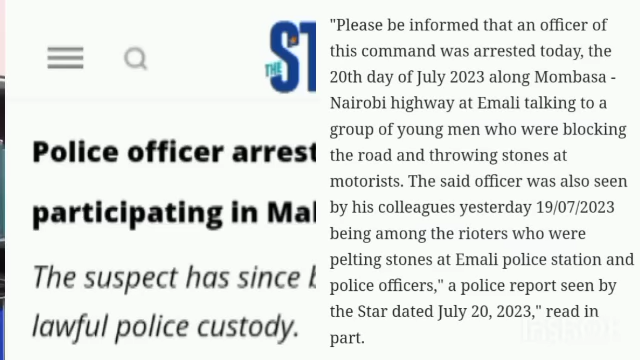 THE ST
Police officer arrest
participating in Ma
The suspect has since b
lawful police custody.
"Please be informed that an officer of
this command was arrested today, the
20th day of July 2023 along Mombasa -
Nairobi highway at Emali talking to a
group of young men who were blocking
the road and throwing stones at
motorists. The said officer was also seen
by his colleagues yesterday 19/07/2023
being among the rioters who were
pelting stones at Emali police station and
police officers," a police report seen by
the Star dated July 20, 2023," read in
part.